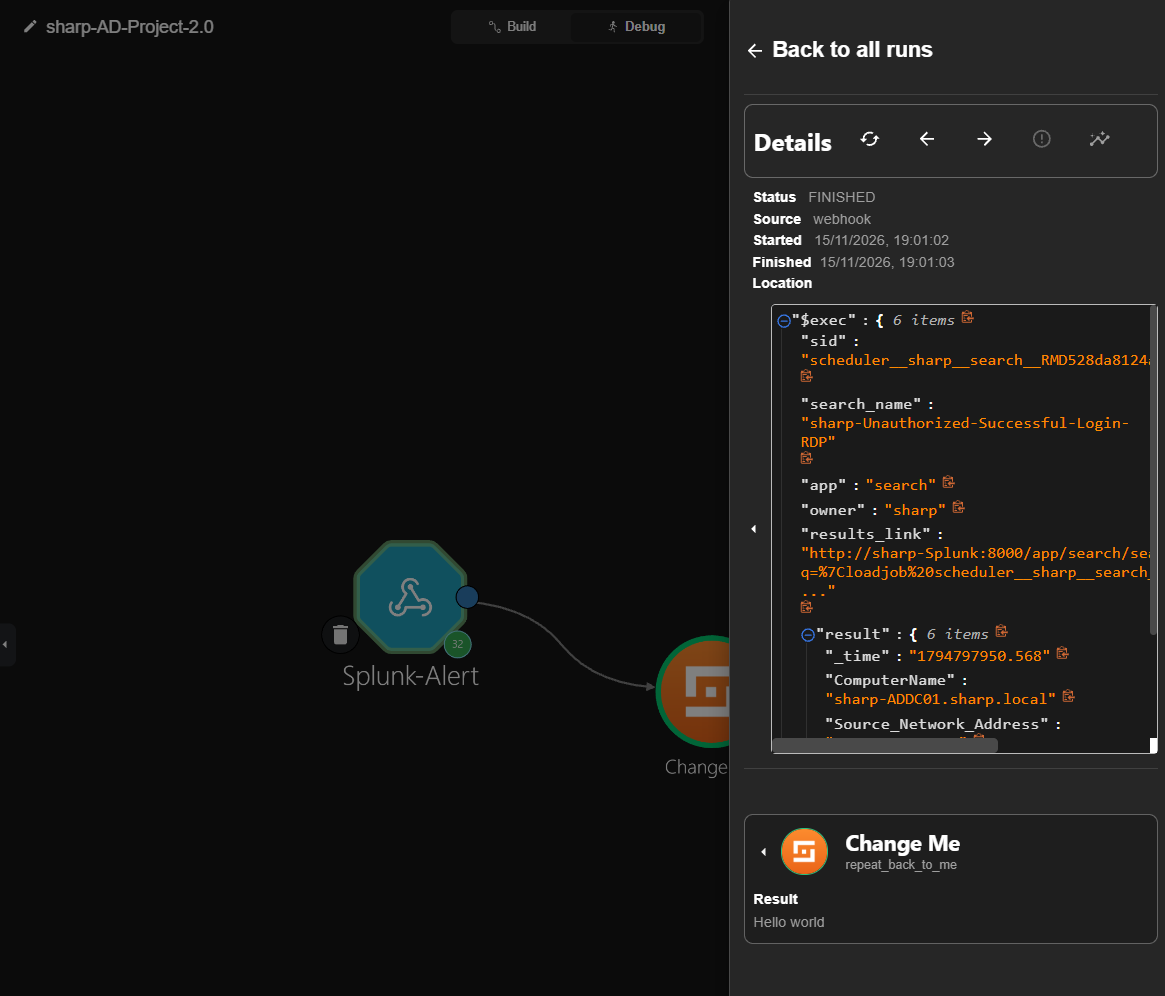 sharp-AD-Project-2.0
Build
Debug
Back to all runs
Details
Status FINISHED
Source webhook
Started 15/11/2026, 19:01:02
Finished 15/11/2026, 19:01:03
Location
"$exec" : { 6 items
"sid" :
"scheduler__sharp__search__RMD528da8124
"search_name" :
"sharp-Unauthorized-Successful-Login-
RDP"
"app" : "search"
"owner" : "sharp"
"results_link" :
"http://sharp-Splunk:8000/app/search/sea
q=%7Cloadjob%20scheduler__sharp__search_
..."
"result" : { 6 items
"_time" : "1794797950.568"
"ComputerName" :
"sharp-ADDC01.sharp.local"
"Source_Network_Address" :
32
Splunk-Alert
Change
Change Me
repeat_back_to_me
Result
Hello world